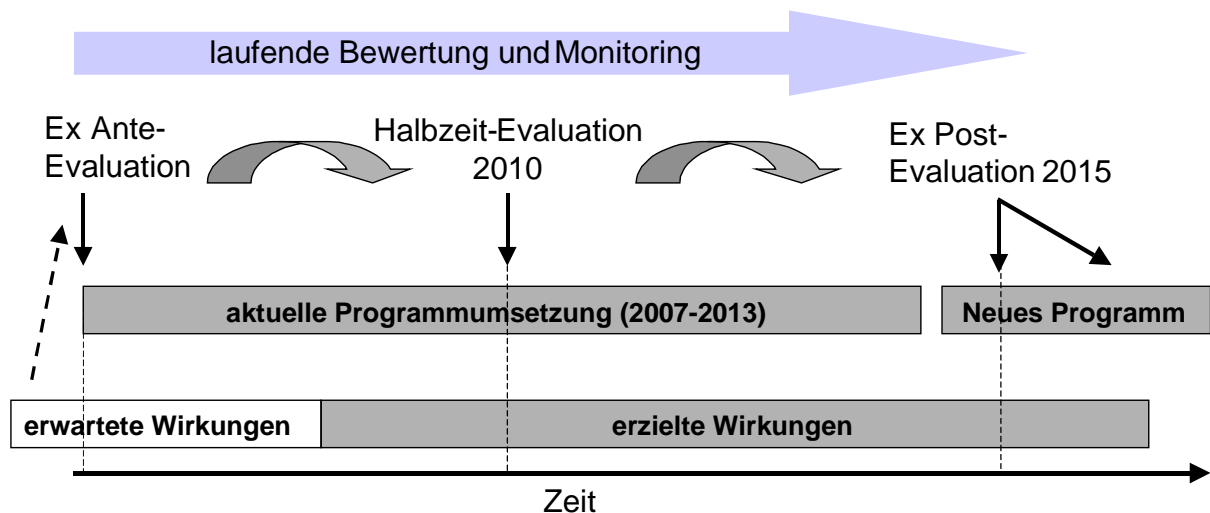 laufende Bewertung und Monitoring
Ex Ante-
Evaluation
Halbzeit-Evaluation
2010
Ex Post-
Evaluation 2015
aktuelle Programmumsetzung (2007-2013)
Neues Programm
erwartete Wirkungen
erzielte Wirkungen
Zeit